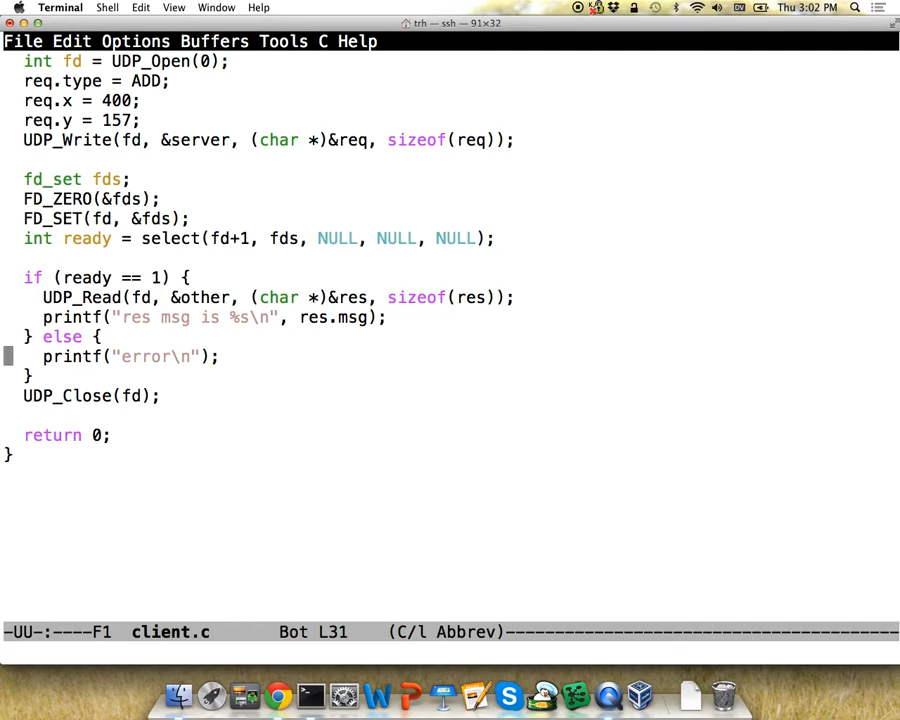 Terminal Shell Edit View Window Help Thu 3:02 PM
trh — ssh — 91×32
File Edit Options Buffers Tools C Help
int fd = UDP_Open(0);
req.type = ADD;
req.x = 400;
req.y = 157;
UDP_Write(fd, &server, (char *)&req, sizeof(req));
fd_set fds;
FD_ZERO(&fds);
FD_SET(fd, &fds);
int ready = select(fd+1, fds, NULL, NULL, NULL);
if (ready == 1) {
UDP_Read(fd, &other, (char *)&res, sizeof(res));
printf("res msg is %s\n", res.msg);
} else {
printf("error\n");
}
UDP_Close(fd);
return 0;
}
-UU-:----F1 client.c Bot L31 (C/l Abbrev)--------------------------------------------